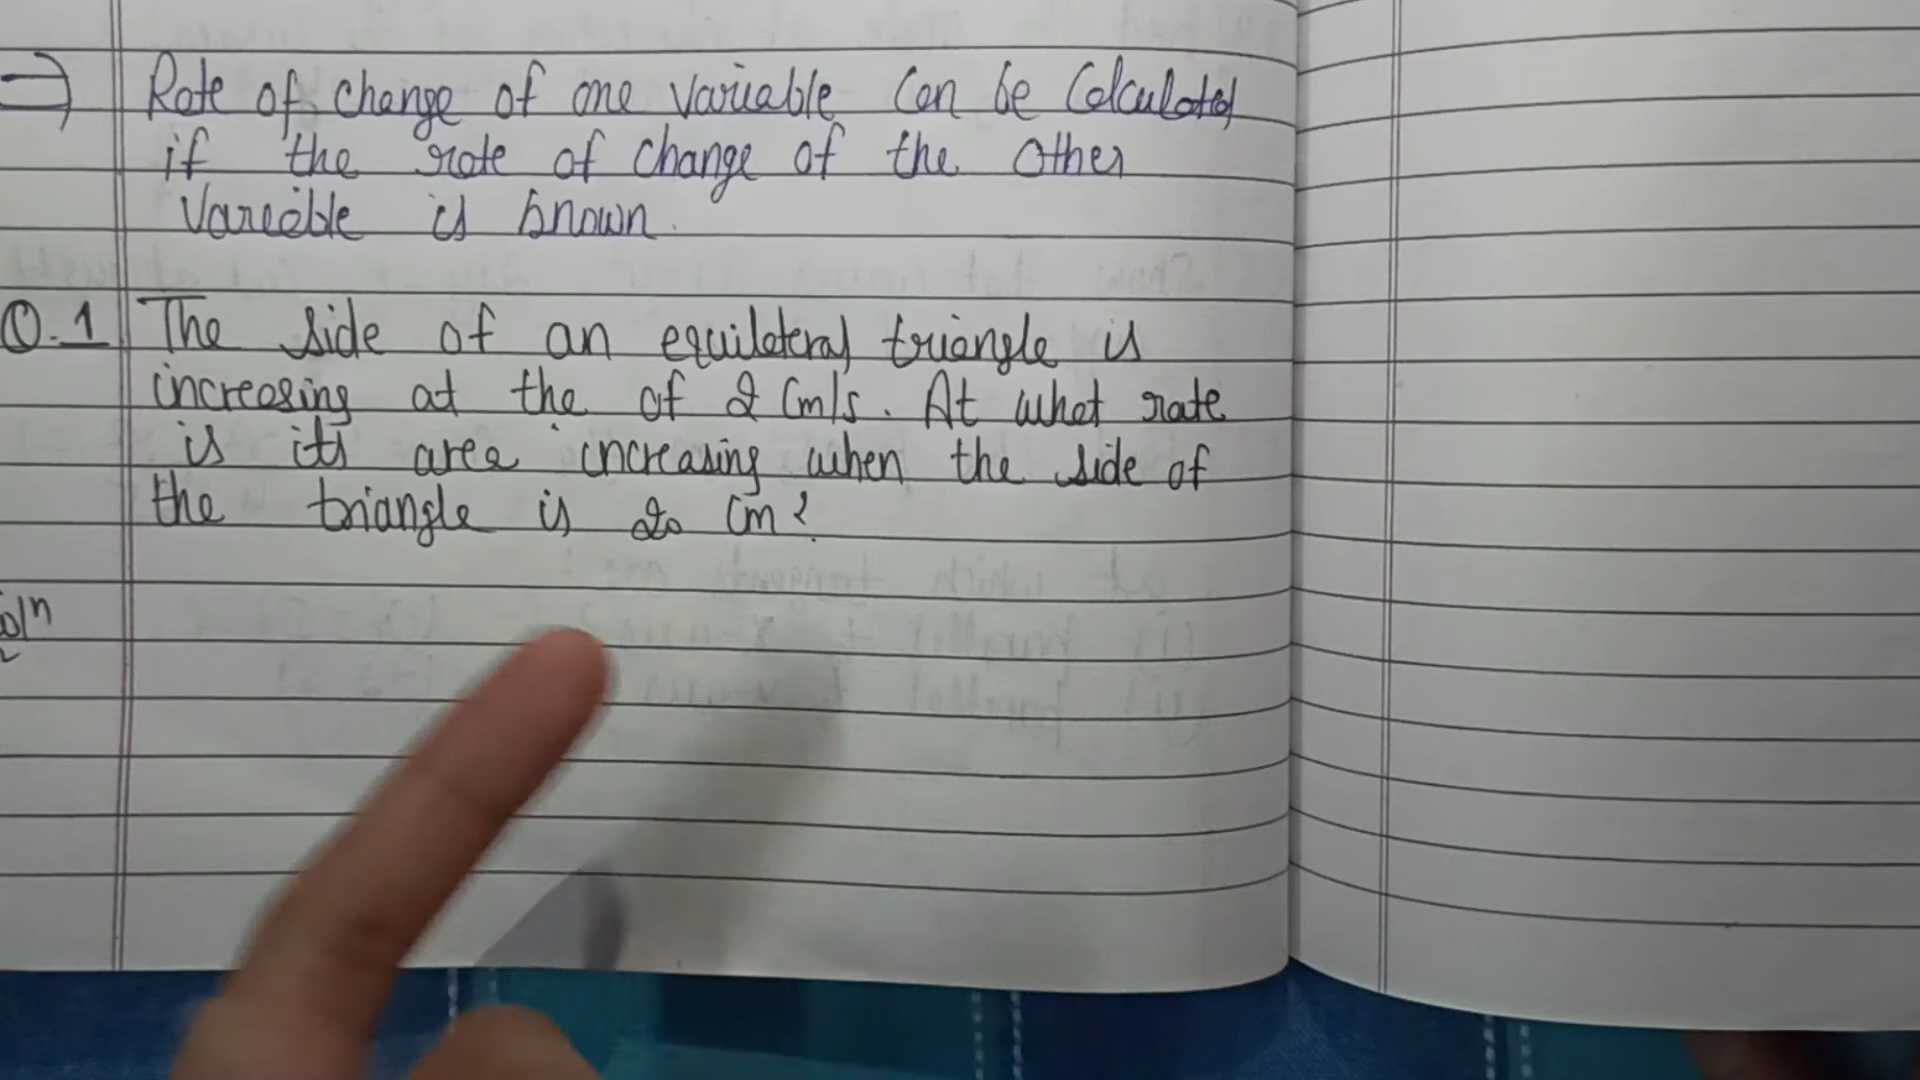 ⇒ Rate of change of one variable can be Calculated
if the rate of change of the other
Variable is known.
Q.1 The side of an equilateral triangle is
increasing at the of 2 cm/s. At what rate
is its area increasing when the side of
the triangle is 20 cm?
Soln